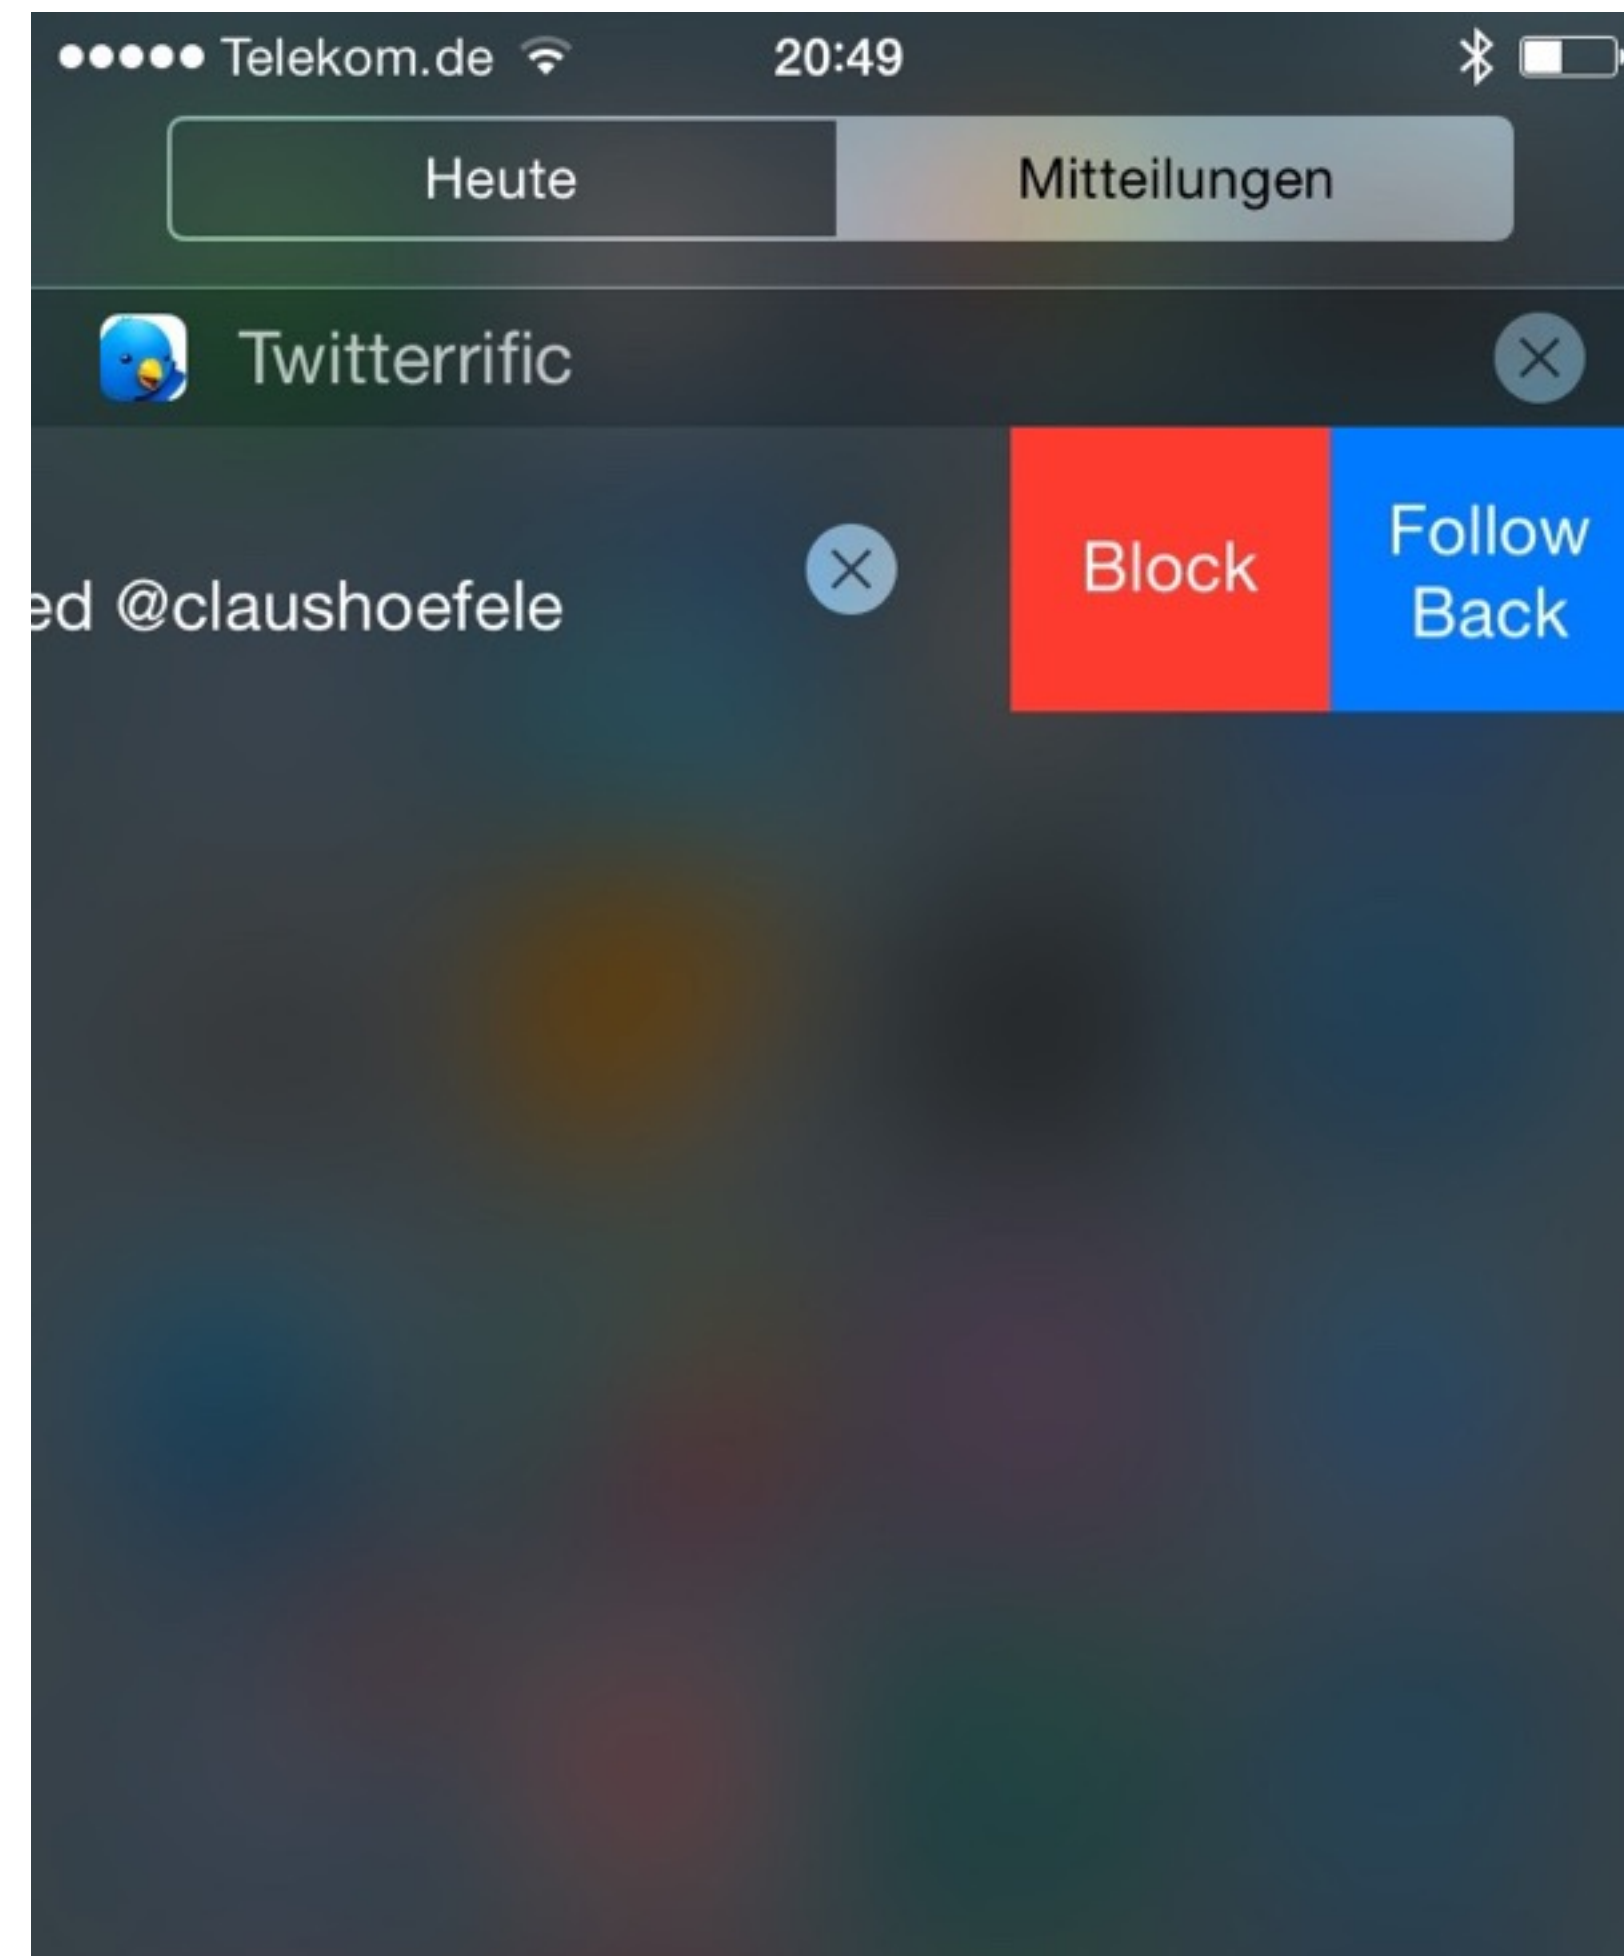 Telekom.de 20:49
Heute Mitteilungen
Twitterrific
ed @claushoefele
Block
Follow
Back